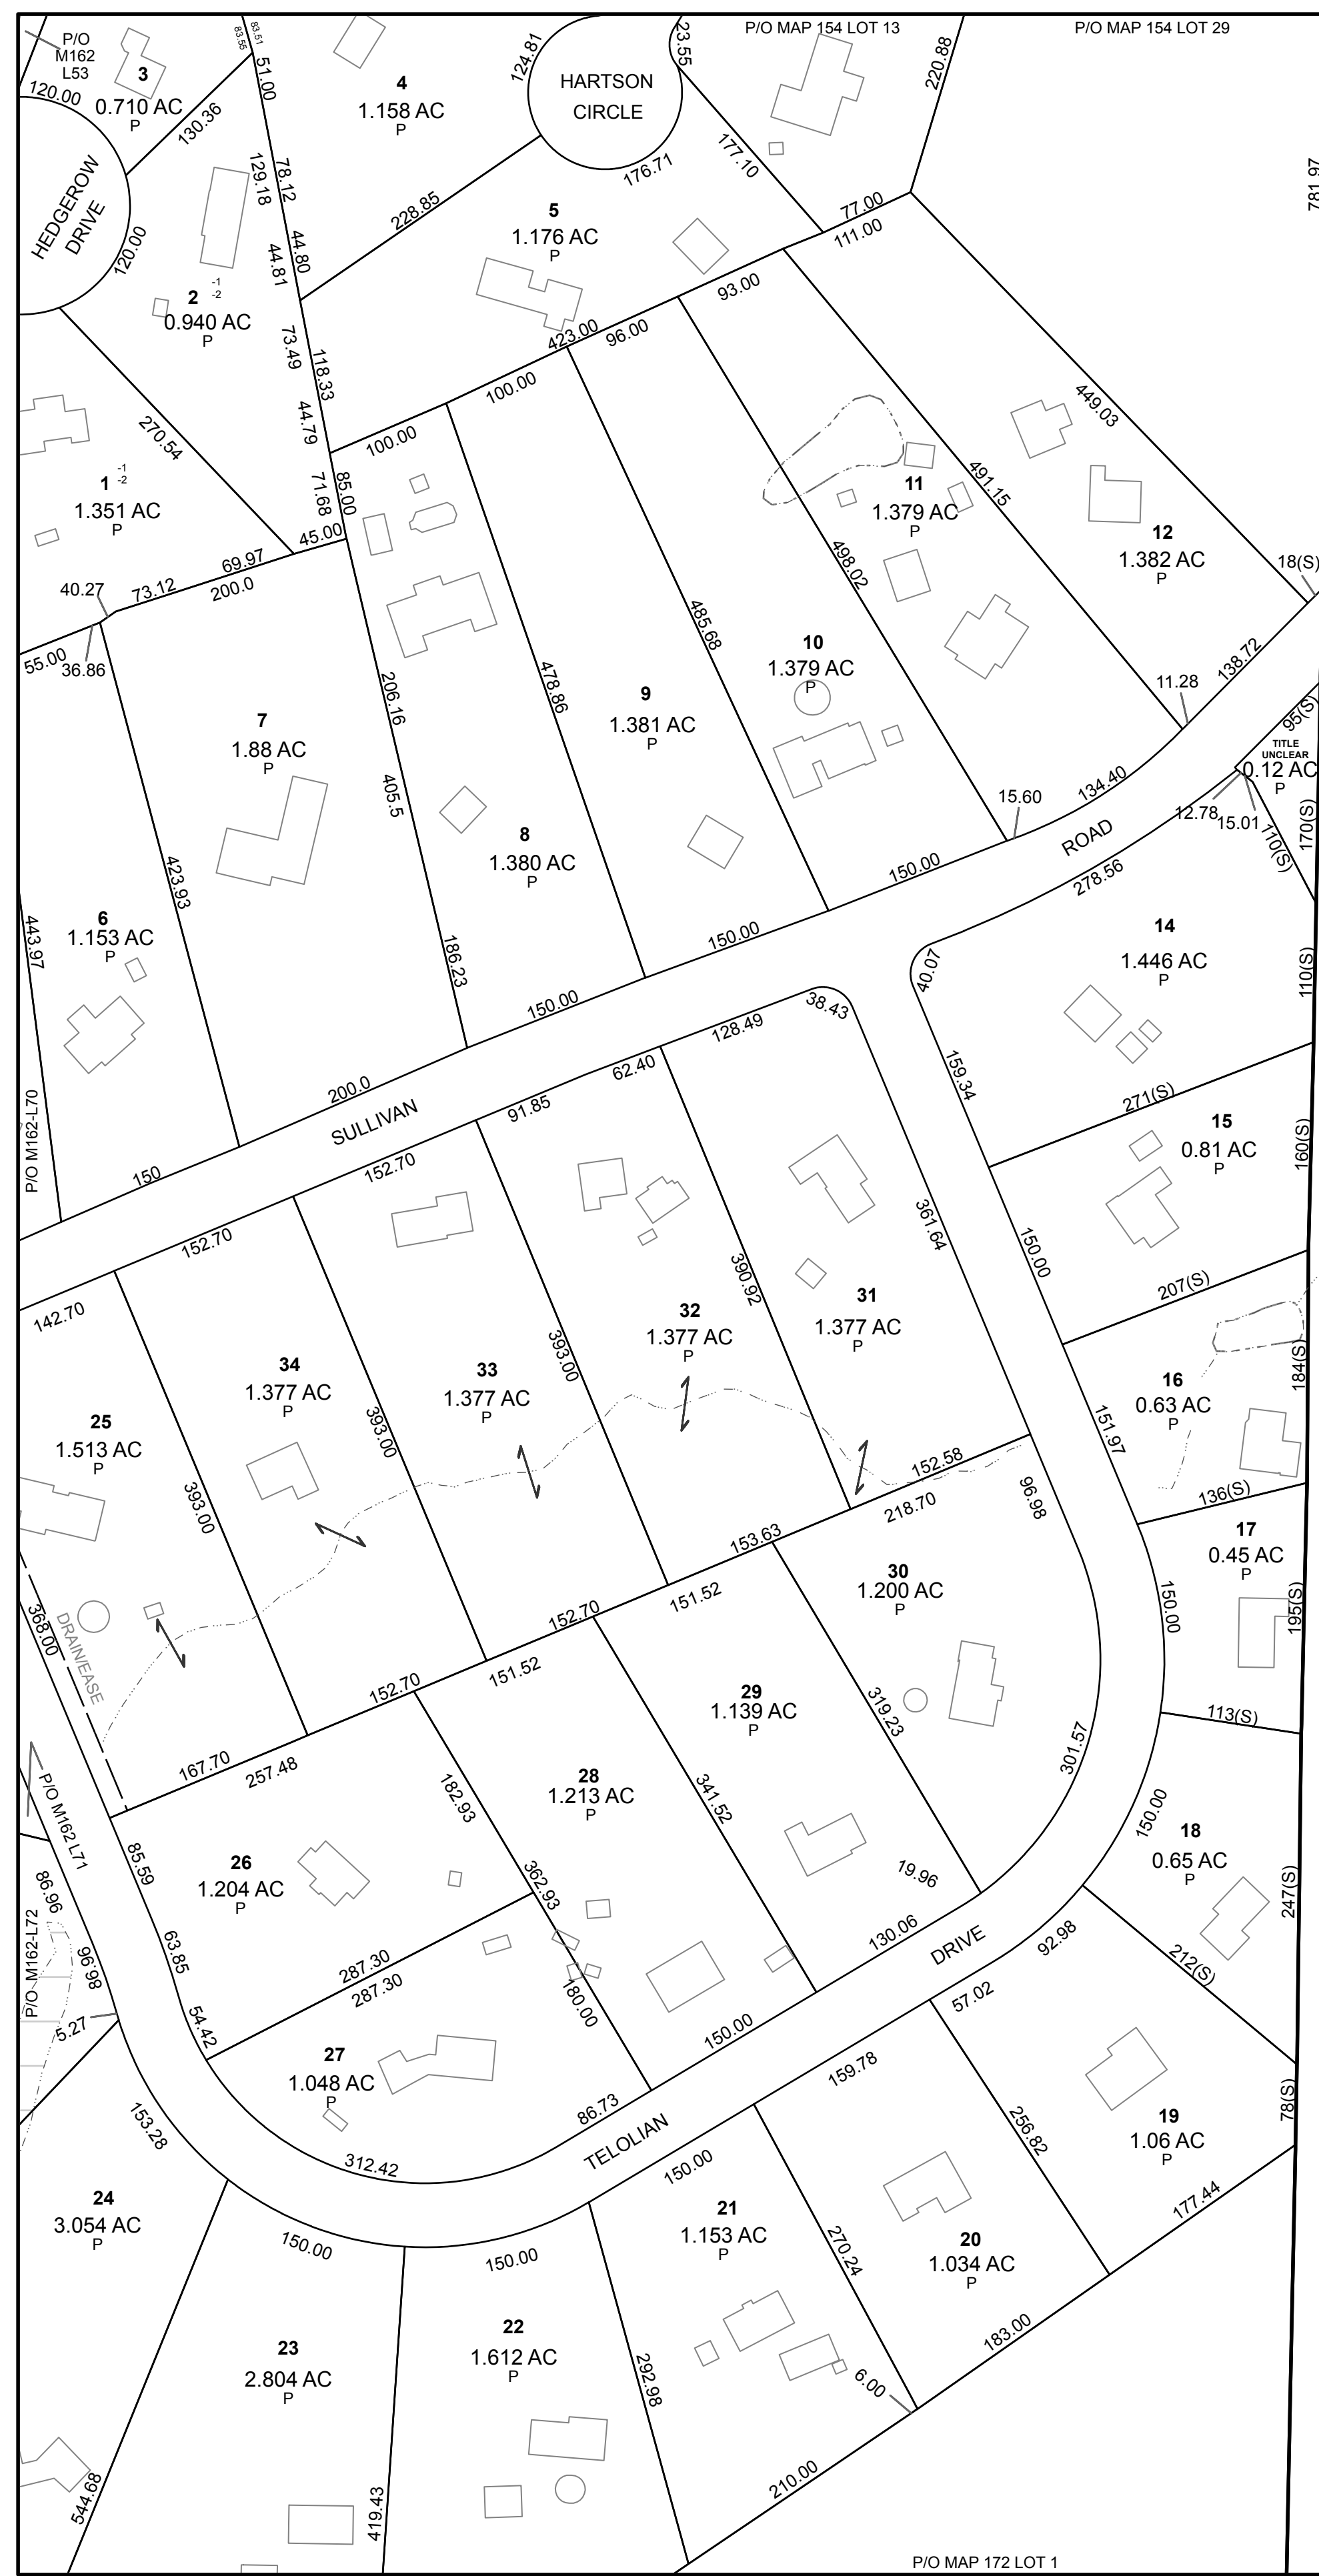 P/O MAP 154 LOT 13
P/O MAP 154 LOT 29
P/O
M162
L53
3
0.710 AC
P
120.00
130.36
83.55
83.51
51.00
4
1.158 AC
P
124.81
HARTSON
CIRCLE
23.55
176.71
177.10
220.88
781.97
HEDGEROW
DRIVE
120.00
129.18
78.12
44.81
44.80
228.85
5
1.176 AC
P
77.00
111.00
2
-1
-2
0.940 AC
P
73.49
118.33
44.79
93.00
423.00
96.00
100.00
100.00
270.54
1
-1
-2
1.351 AC
P
71.68
85.00
45.00
69.97
73.12
200.0
40.27
55.00
36.86
449.03
491.15
11
1.379 AC
P
12
1.382 AC
P
18(S)
498.02
485.68
10
1.379 AC
P
138.72
11.28
478.86
9
1.381 AC
P
206.16
7
1.88 AC
P
405.5
95(S)
TITLE
UNCLEAR
0.12 AC
P
134.40
15.60
12.78
15.01
110(S)
170(S)
ROAD
8
1.380 AC
P
150.00
278.56
423.93
6
1.153 AC
P
443.97
186.23
150.00
14
1.446 AC
P
110(S)
40.07
150.00
38.43
128.49
159.34
62.40
200.0
91.85
SULLIVAN
271(S)
15
0.81 AC
P
160(S)
P/O M162-L70
150
152.70
152.70
142.70
361.64
150.00
390.92
31
1.377 AC
P
32
1.377 AC
P
207(S)
393.00
34
1.377 AC
P
33
1.377 AC
P
16
0.63 AC
P
184(S)
151.97
25
1.513 AC
P
393.00
393.00
152.58
218.70
96.98
136(S)
17
0.45 AC
P
153.63
30
1.200 AC
P
150.00
195(S)
152.70
151.52
368.00
DRAIN/EASE
151.52
152.70
29
1.139 AC
P
319.23
113(S)
167.70
257.48
301.57
P/O M162 L71
182.93
28
1.213 AC
P
341.52
150.00
18
0.65 AC
P
85.59
26
1.204 AC
P
362.93
19.96
247(S)
86.96
P/O M162-L72
96.98
63.85
130.06
DRIVE
92.98
212(S)
287.30
287.30
180.00
57.02
5.27
54.42
150.00
27
1.048 AC
P
159.78
78(S)
86.73
TELOLIAN
256.82
19
1.06 AC
P
153.28
312.42
150.00
177.44
24
3.054 AC
P
21
1.153 AC
P
270.24
20
1.034 AC
P
150.00
150.00
22
1.612 AC
P
23
2.804 AC
P
292.98
183.00
6.00
210.00
544.68
419.43
P/O MAP 172 LOT 1